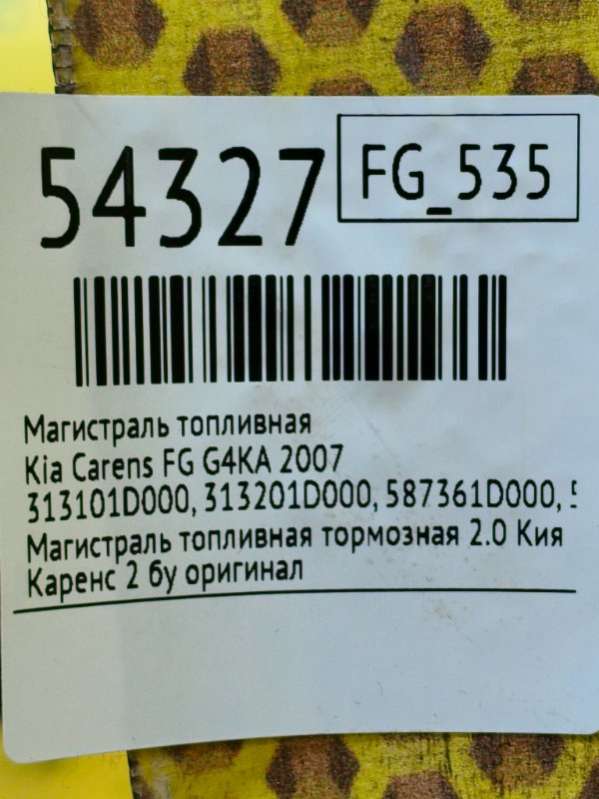 54327
FG_535
Магистраль топливная
Kia Carens FG G4KA 2007
313101D000, 313201D000, 587361D000,
Магистраль топливная тормозная 2.0 Кия
Каренс 2 бу оригинал